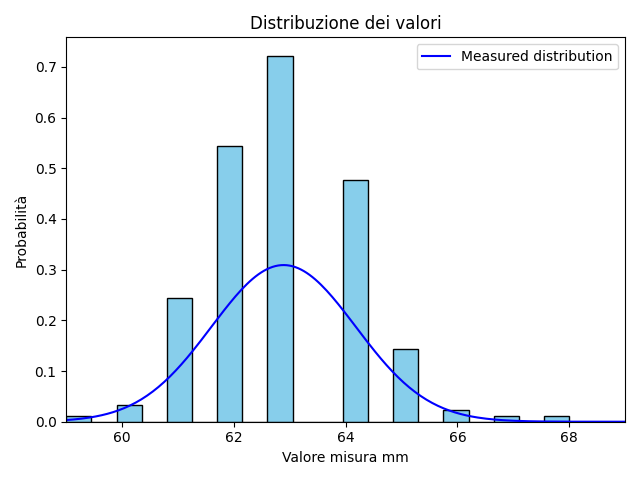 Distribuzione dei valori
Measured distribution
0.7
0.6
0.5
0.4
0.3
0.2
0.1
0.0
Probabilità
60 62 64 66 68
Valore misura mm